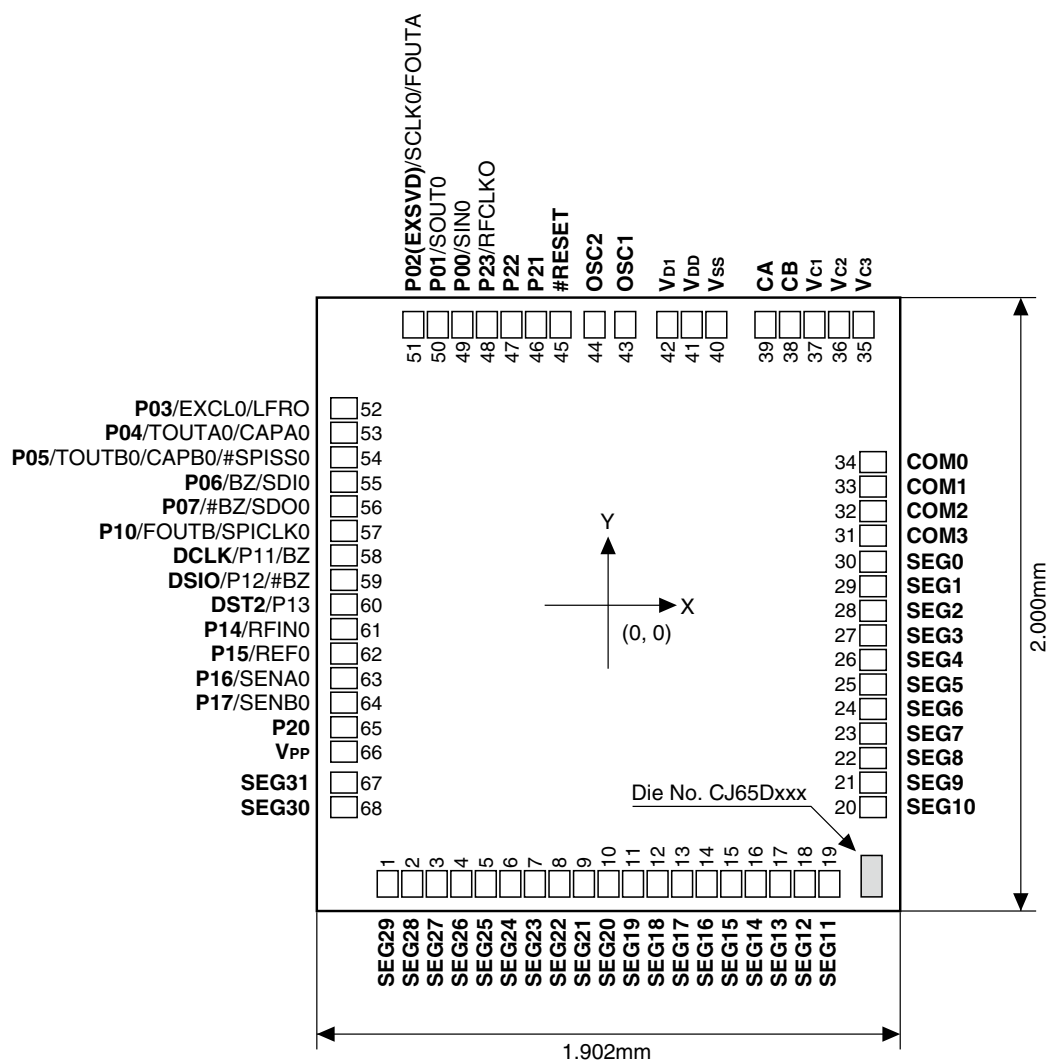 P02(EXSVD)/SCLK0/FOUTA
P01/SOUT0
P00/SIN0
P23/RFCLKO
P22
P21
#RESET
OSC2
OSC1
VD1
VDD
VSS
CA
CB
VC1
VC2
VC3
51
50
49
48
47
46
45
44
43
42
41
40
39
38
37
36
35
P03/EXCL0/LFRO 52
P04/TOUTA0/CAPA0 53
P05/TOUTB0/CAPB0/#SPISS0 54
P06/BZ/SDI0 55
P07/#BZ/SDO0 56
P10/FOUTB/SPICLK0 57
DCLK/P11/BZ 58
DSIO/P12/#BZ 59
DST2/P13 60
P14/RFIN0 61
P15/REF0 62
P16/SENA0 63
P17/SENB0 64
P20 65
VPP 66
SEG31 67
SEG30 68
Y
X
(0, 0)
34 COM0
33 COM1
32 COM2
31 COM3
30 SEG0
29 SEG1
28 SEG2
27 SEG3
26 SEG4
25 SEG5
24 SEG6
23 SEG7
22 SEG8
21 SEG9
20 SEG10
2.000mm
Die No. CJ65Dxxx
1
2
3
4
5
6
7
8
9
10
11
12
13
14
15
16
17
18
19
SEG29
SEG28
SEG27
SEG26
SEG25
SEG24
SEG23
SEG22
SEG21
SEG20
SEG19
SEG18
SEG17
SEG16
SEG15
SEG14
SEG13
SEG12
SEG11
1.902mm